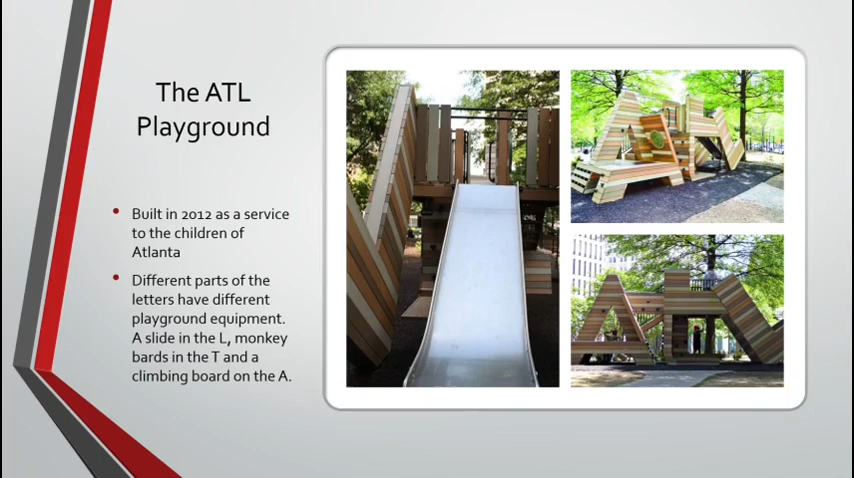 The ATL
Playground
Built in 2012 as a service
to the children of
Atlanta
Different parts of the
letters have different
playground equipment.
A slide in the L, monkey
bards in the T and a
climbing board on the A.